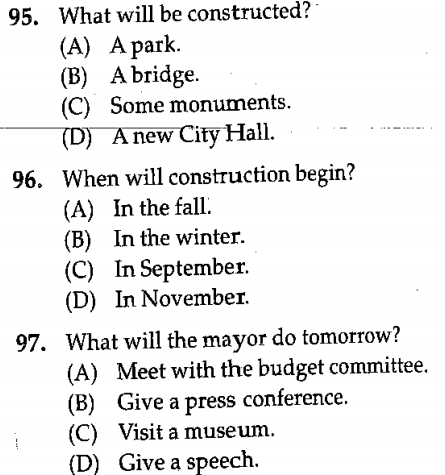 95. What will be constructed?
(A) A park.
(B) A bridge.
(C) Some monuments.
(D) A new City Hall.
96. When will construction begin?
(A) In the fall.
(B) In the winter.
(C) In September.
(D) In November.
97. What will the mayor do tomorrow?
(A) Meet with the budget committee.
(B) Give a press conference.
(C) Visit a museum.
(D) Give a speech.